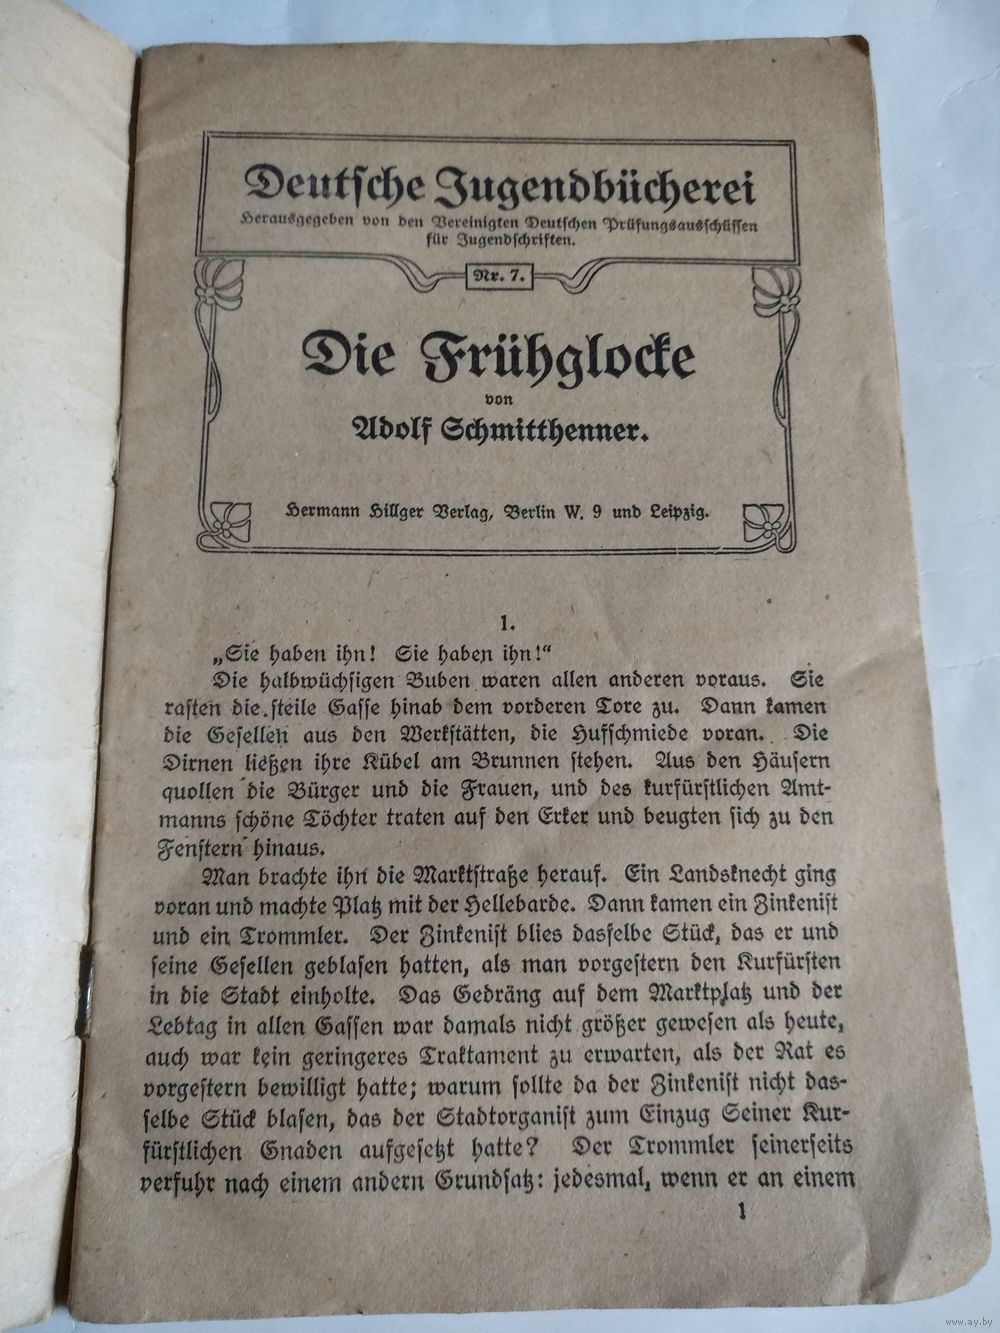 Deutsche Jugendbücherei
Herausgegeben von den Vereinigten Deutschen Prüfungsausschüssen
für Jugendschriften.
Nr. 7.
Die Frühglocke
von
Adolf Schmitthenner.
Hermann Hillger Verlag, Berlin W. 9 und Leipzig.
1.
„Sie haben ihn! Sie haben ihn!“
Die halbwüchsigen Buben waren allen anderen voraus. Sie
rasten die steile Gasse hinab dem vorderen Tore zu. Dann kamen
die Gesellen aus den Werkstätten, die Hufschmiede voran. Die
Dirnen ließen ihre Kübel am Brunnen stehen. Aus den Häusern
quollen die Bürger und die Frauen, und des kurfürstlichen Amt-
manns schöne Töchter traten auf den Erker und beugten sich zu den
Fenstern hinaus.
Man brachte ihn die Marktstraße herauf. Ein Landsknecht ging
voran und machte Platz mit der Hellebarde. Dann kamen ein Zinkenist
und ein Trommler. Der Zinkenist blies dasselbe Stück, das er und
seine Gesellen geblasen hatten, als man vorgestern den Kurfürsten
in die Stadt einholte. Das Gedräng auf dem Marktplatz und der
Lebtag in allen Gassen war damals nicht größer gewesen als heute,
auch war kein geringeres Traktament zu erwarten, als der Rat es
vorgestern bewilligt hatte; warum sollte da der Zinkenist nicht das-
selbe Stück blasen, das der Stadtorganist zum Einzug Seiner Kur-
fürstlichen Gnaden aufgesetzt hatte? Der Trommler seinerseits
verfuhr nach einem andern Grundsatz: jedesmal, wenn er an einem
1
www.ay.by